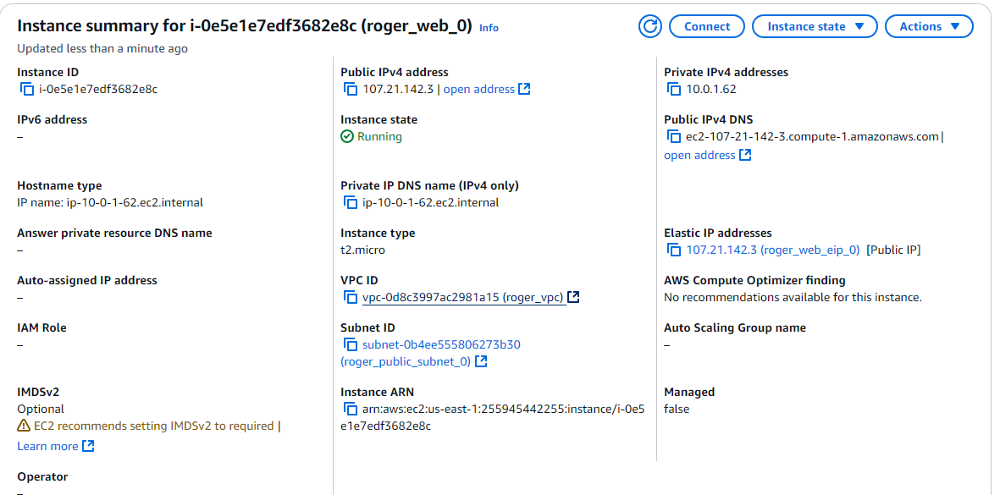 Instance summary for i-0e5e1e7edf3682e8c (roger_web_0) Info
Connect
Instance state
Actions
Updated less than a minute ago
Instance ID
i-0e5e1e7edf3682e8c
Public IPv4 address
107.21.142.3 | open address
Private IPv4 addresses
10.0.1.62
IPv6 address
–
Instance state
Running
Public IPv4 DNS
ec2-107-21-142-3.compute-1.amazonaws.com |
open address
Hostname type
IP name: ip-10-0-1-62.ec2.internal
Private IP DNS name (IPv4 only)
ip-10-0-1-62.ec2.internal
Answer private resource DNS name
–
Instance type
t2.micro
Elastic IP addresses
107.21.142.3 (roger_web_eip_0) [Public IP]
Auto-assigned IP address
–
VPC ID
vpc-0d8c3997ac2981a15 (roger_vpc)
AWS Compute Optimizer finding
No recommendations available for this instance.
IAM Role
–
Subnet ID
subnet-0b4ee555806273b30
(roger_public_subnet_0)
Auto Scaling Group name
–
IMDSv2
Optional
EC2 recommends setting IMDSv2 to required |
Learn more
Instance ARN
arn:aws:ec2:us-east-1:255945442255:instance/i-0e5
e1e7edf3682e8c
Managed
false
Operator
–